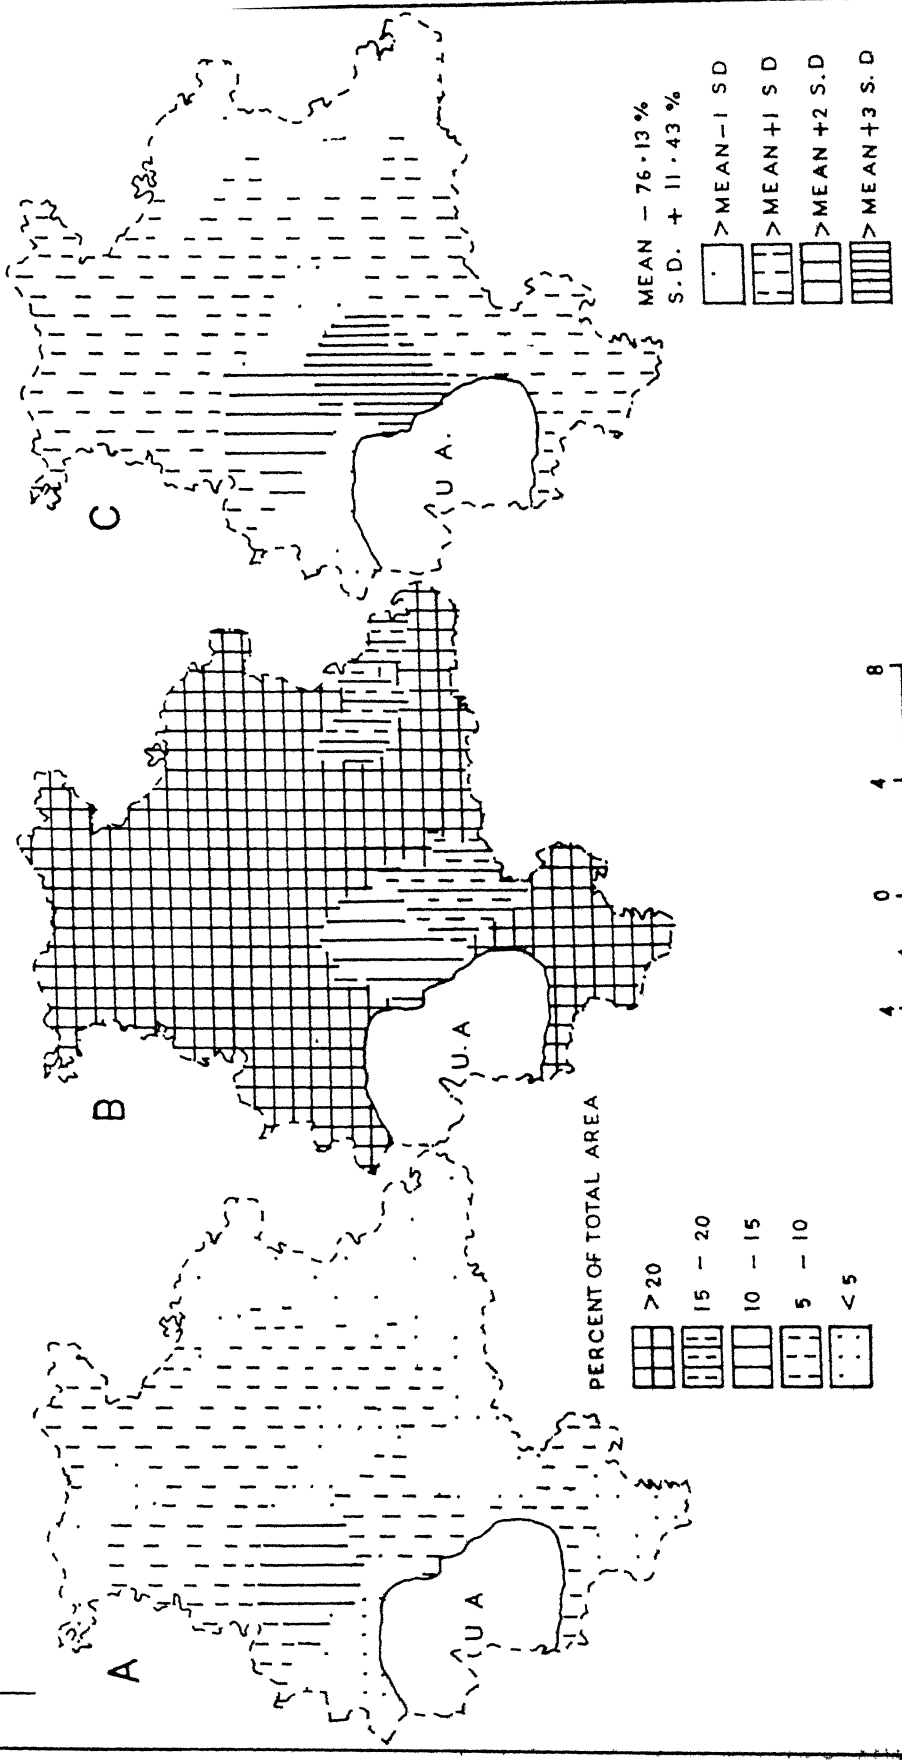 A
U A
B
U. A
C
U A.
PERCENT OF TOTAL AREA
> 20
15 - 20
10 - 15
5 - 10
< 5
4 0 4 8
MEAN - 76·13 %
S.D. + 11·43 %
> MEAN - 1 S D
> MEAN +1 S D
> MEAN +2 S.D
> MEAN +3 S.D